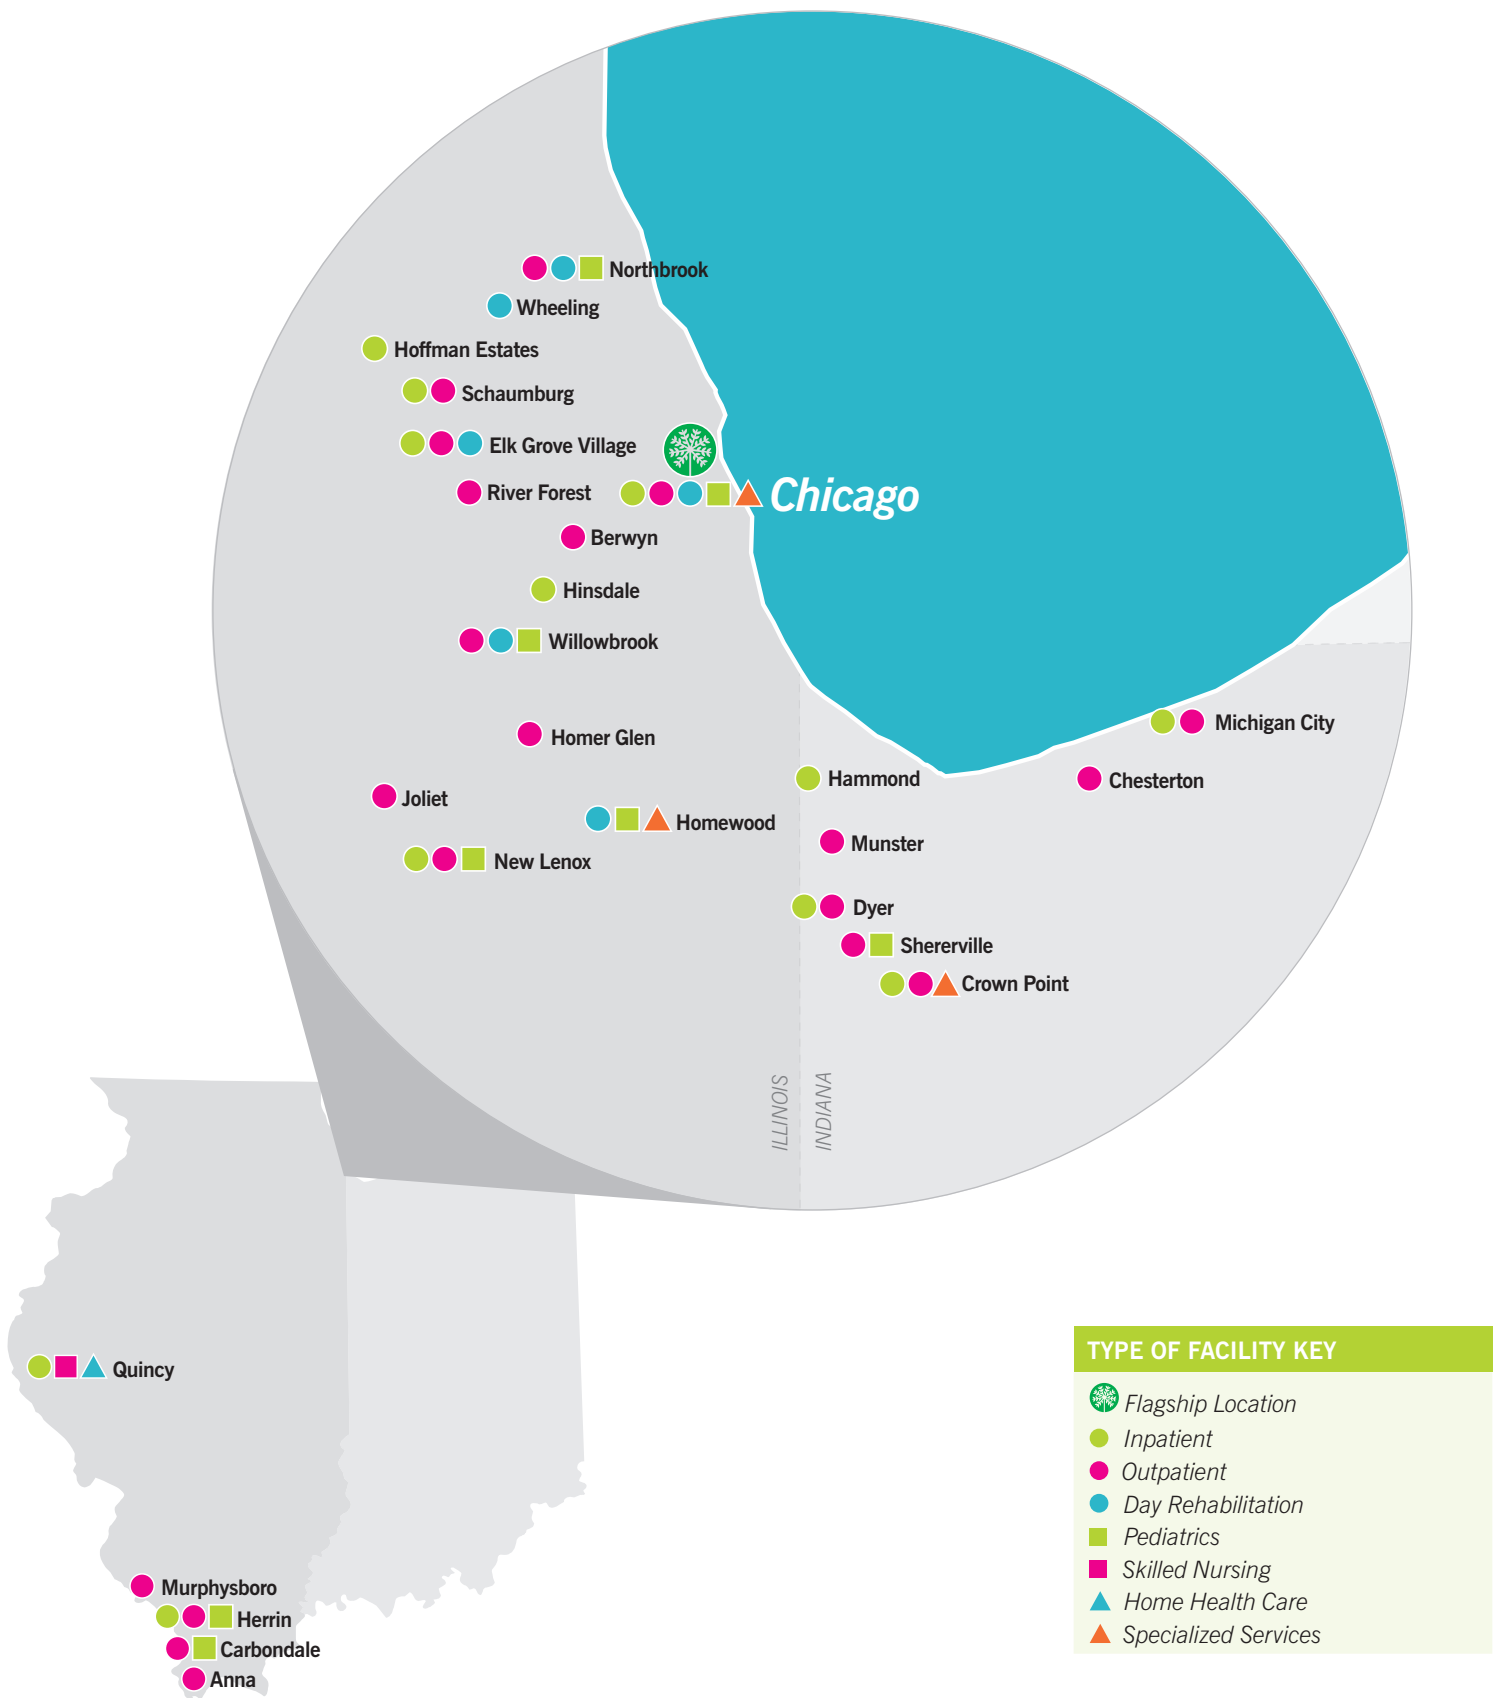 Northbrook
Wheeling
Hoffman Estates
Schaumburg
Elk Grove Village
River Forest
Chicago
Berwyn
Hinsdale
Willowbrook
Homer Glen
Joliet
Homewood
New Lenox
Michigan City
Hammond
Chesterton
Munster
Dyer
Shererville
Crown Point
ILLINOIS
INDIANA
Quincy
Murphysboro
Herrin
Carbondale
Anna
TYPE OF FACILITY KEY
Flagship Location
Inpatient
Outpatient
Day Rehabilitation
Pediatrics
Skilled Nursing
Home Health Care
Specialized Services